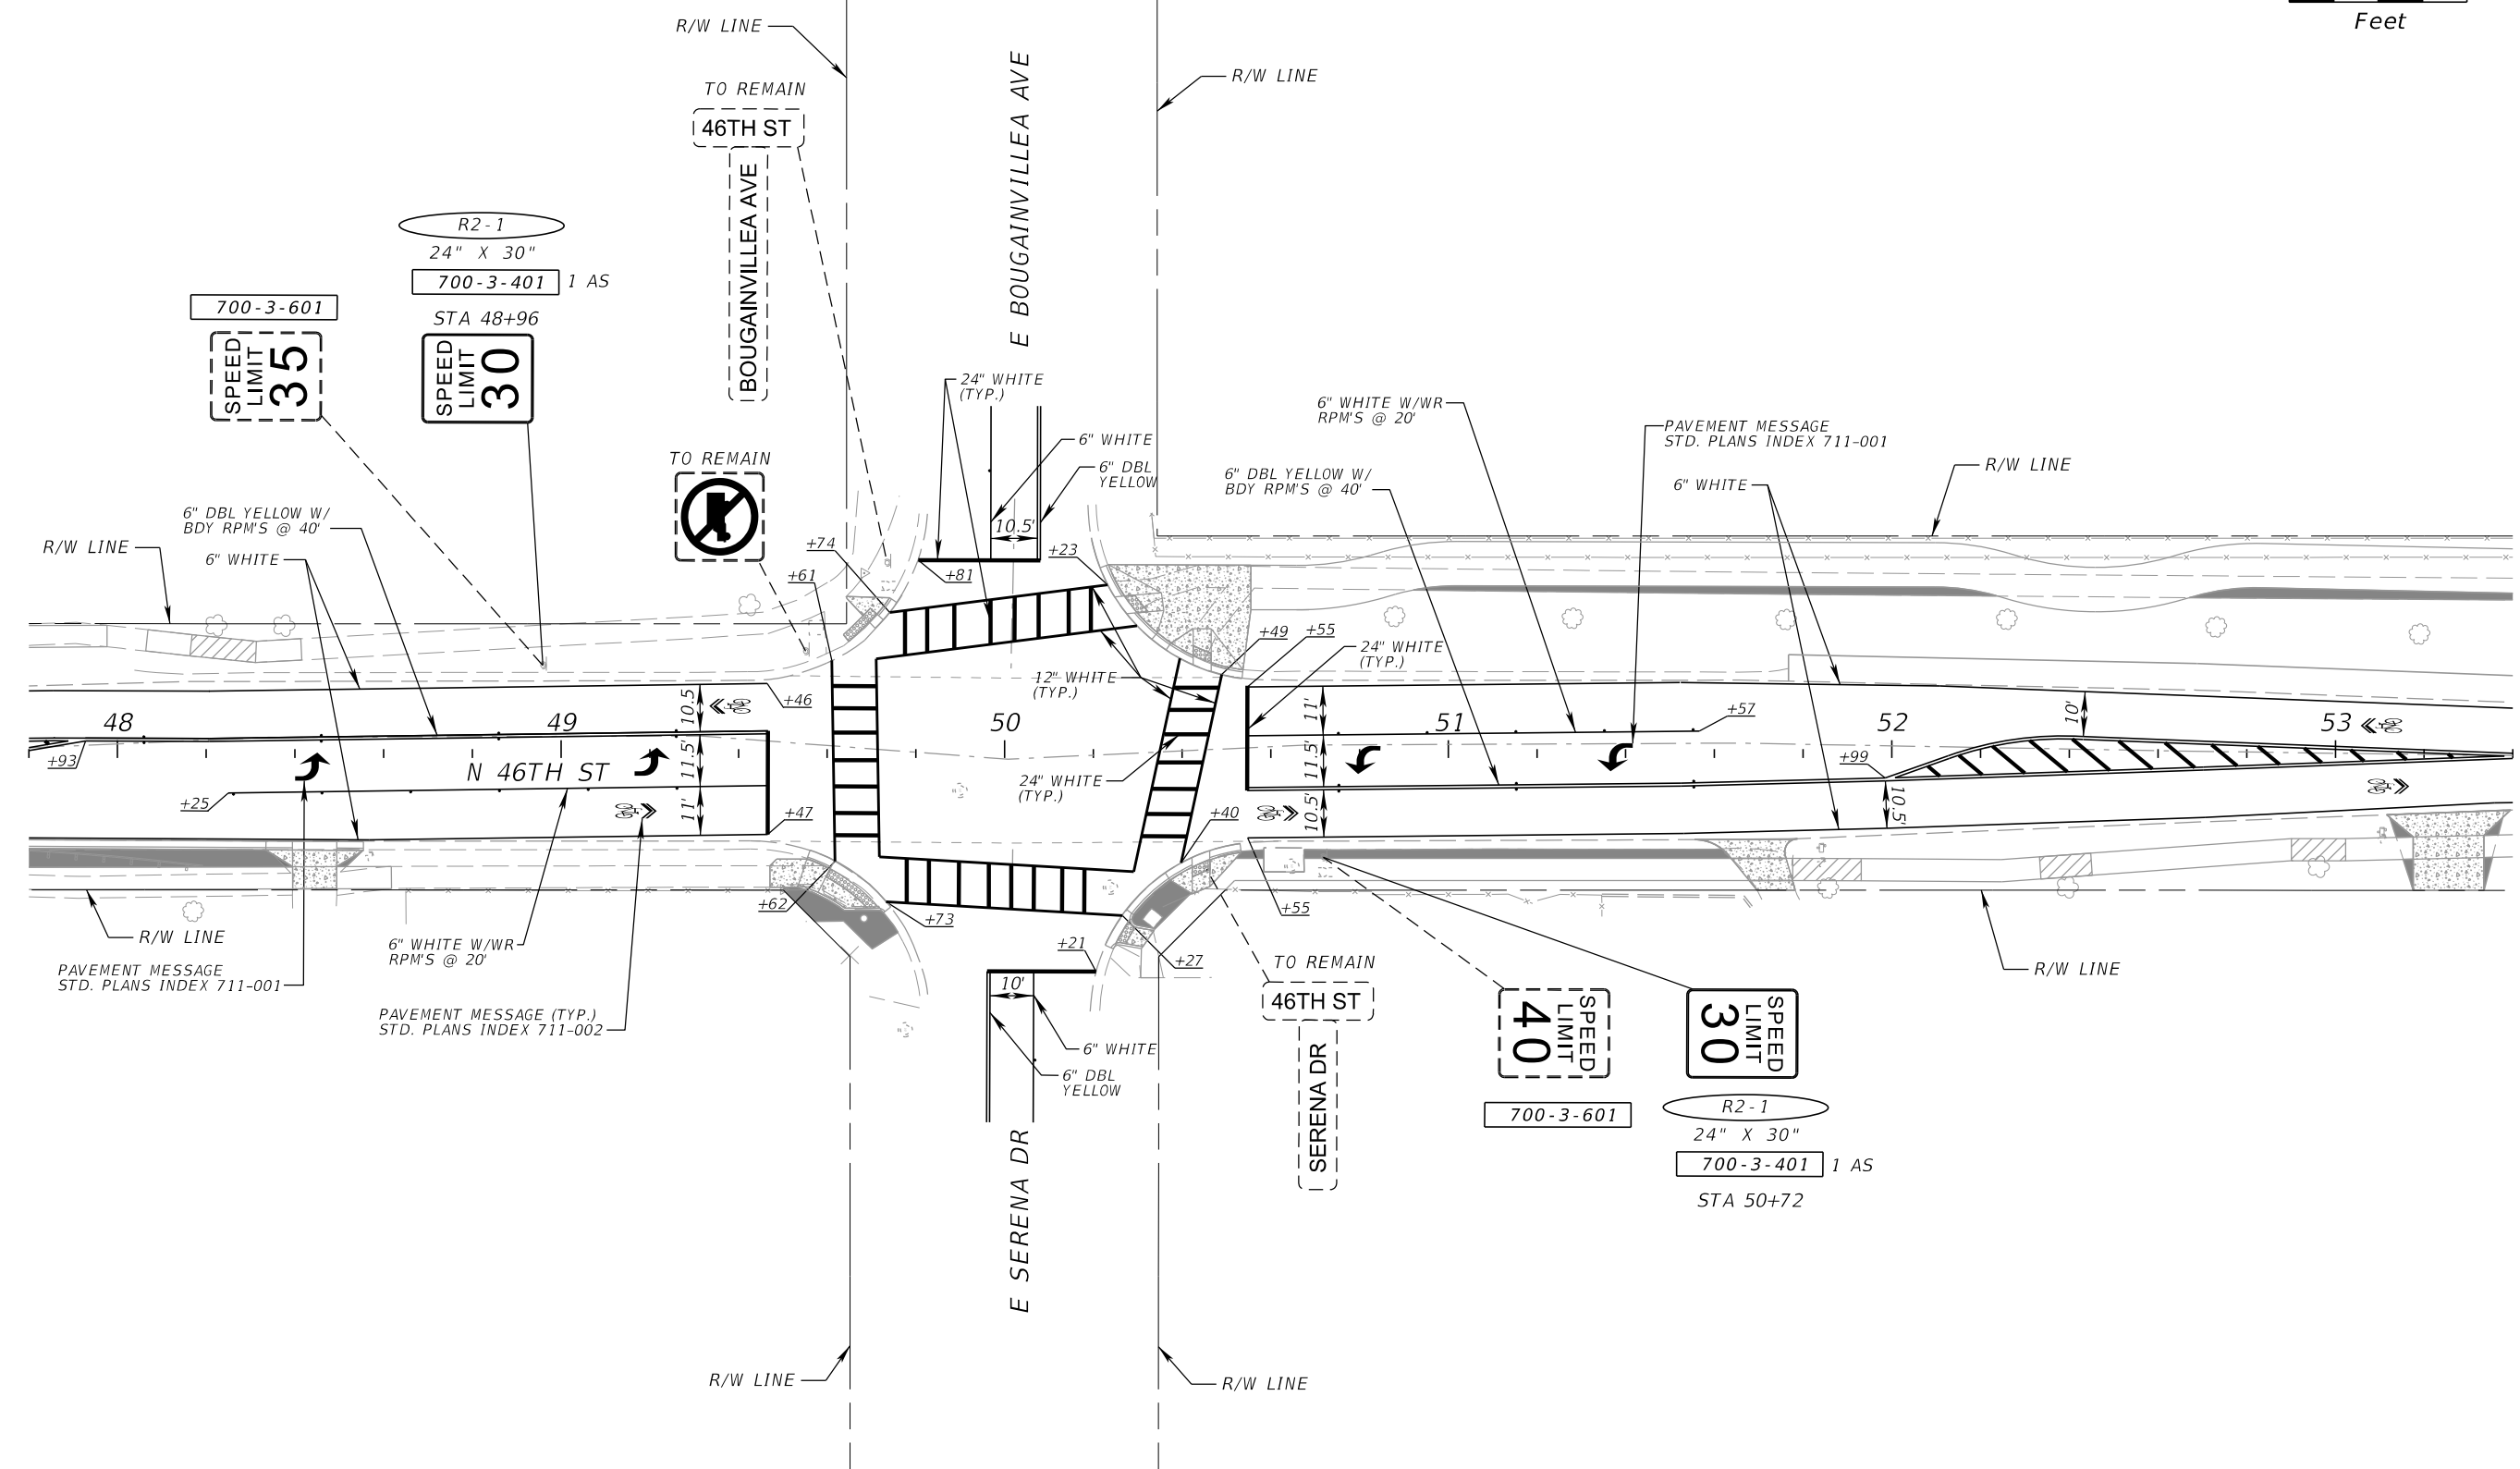 Feet
R/W LINE
R/W LINE
TO REMAIN
46TH ST
BOUGAINVILLEA AVE
E BOUGAINVILLEA AVE
R2-1
24" X 30"
700-3-401 1 AS
STA 48+96
SPEED
LIMIT
30
700-3-601
SPEED
LIMIT
35
24" WHITE
(TYP.)
6" WHITE
6" DBL
YELLOW
10.5'
TO REMAIN
6" WHITE W/WR
RPM'S @ 20'
PAVEMENT MESSAGE
STD. PLANS INDEX 711-001
6" DBL YELLOW W/
BDY RPM'S @ 40'
6" WHITE
R/W LINE
6" DBL YELLOW W/
BDY RPM'S @ 40'
6" WHITE
R/W LINE
+74
+61
+81
+23
+49
+55
24" WHITE
(TYP.)
12" WHITE
(TYP.)
24" WHITE
(TYP.)
+46
10.5
11.5'
11'
48
49
50
51
52
53
11'
11.5'
10.5'
+57
10'
+99
10.5'
+93
N 46TH ST
+25
+47
+40
+62
+73
+55
+21
+27
R/W LINE
6" WHITE W/WR
RPM'S @ 20'
PAVEMENT MESSAGE
STD. PLANS INDEX 711-001
PAVEMENT MESSAGE (TYP.)
STD. PLANS INDEX 711-002
10'
6" WHITE
6" DBL
YELLOW
E SERENA DR
TO REMAIN
46TH ST
SERENA DR
SPEED
LIMIT
40
700-3-601
SPEED
LIMIT
30
R2-1
24" X 30"
700-3-401 1 AS
STA 50+72
R/W LINE
R/W LINE
R/W LINE